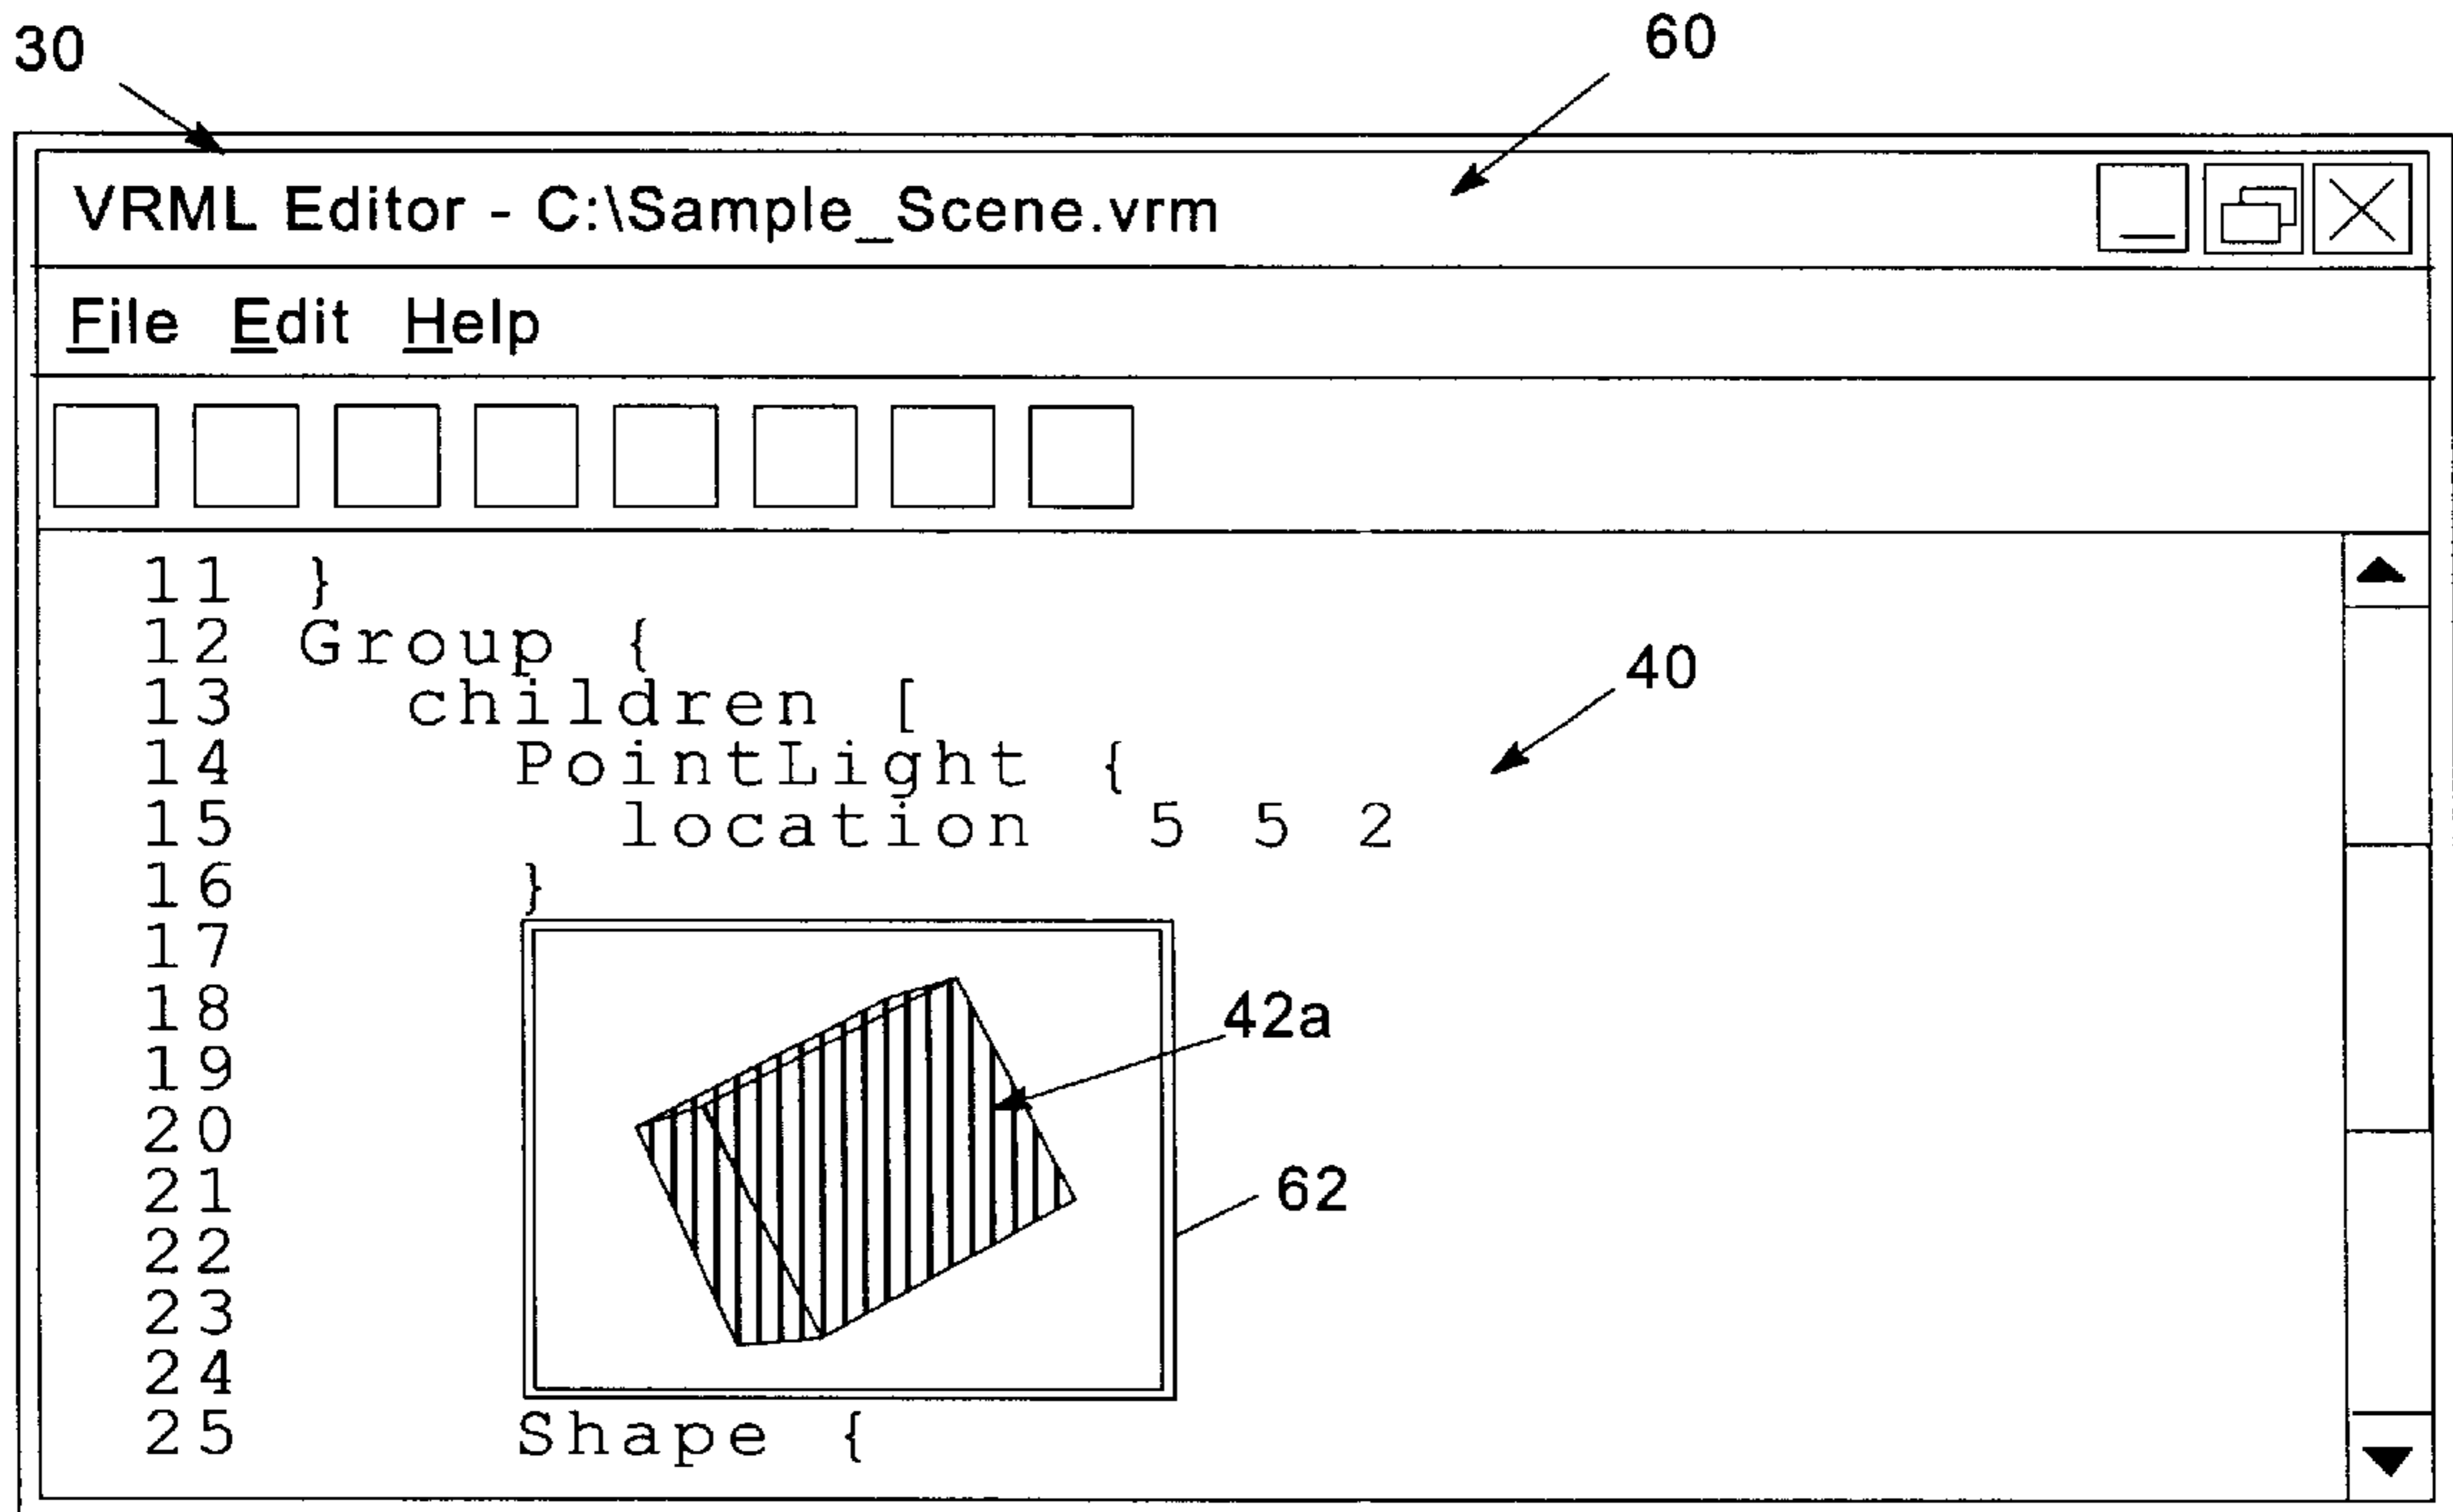 30 60
VRML Editor - C:\Sample_Scene.vrm
File Edit Help
11 }
12 Group {
13 children [
40
14 PointLight {
15 location 5 5 2
16 }
17
18
42a
19
20
21
62
22
23
24
25 Shape {